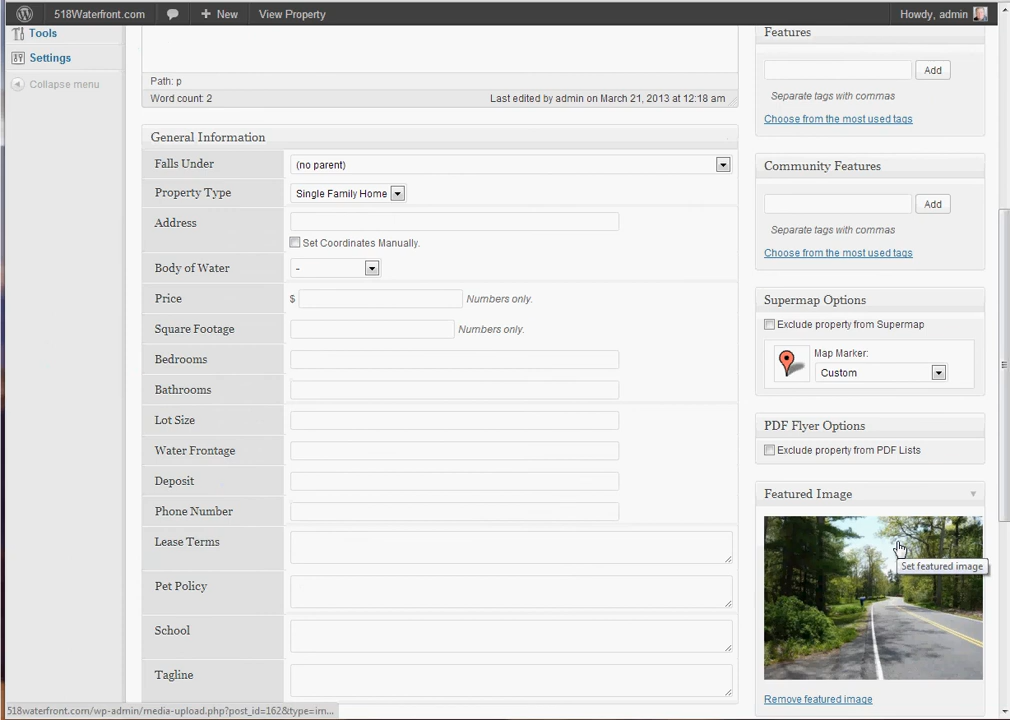 518Waterfront.com
New
View Property
Howdy, admin
Tools
Settings
Collapse menu
Path: p
Word count: 2
Last edited by admin on March 21, 2013 at 12:18 am
General Information
Falls Under
(no parent)
Property Type
Single Family Home
Address
Set Coordinates Manually.
Body of Water
-
Price
$
Numbers only.
Square Footage
Numbers only.
Bedrooms
Bathrooms
Lot Size
Water Frontage
Deposit
Phone Number
Lease Terms
Pet Policy
School
Tagline
Features
Add
Separate tags with commas
Choose from the most used tags
Community Features
Add
Separate tags with commas
Choose from the most used tags
Supermap Options
Exclude property from Supermap
Map Marker:
Custom
PDF Flyer Options
Exclude property from PDF Lists
Featured Image
Set featured image
Remove featured image
518waterfront.com/wp-admin/media-upload.php?post_id=162&type=im...